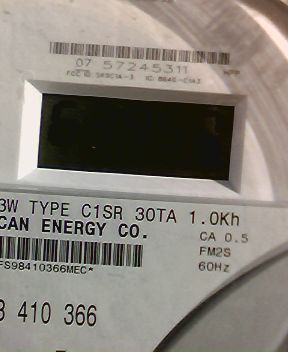 07 57245311
3W TYPE C1SR 30TA 1.0Kh
CAN ENERGY CO.
CA 0.5
FM2S
FS98410366MEC*
60Hz
8 410 366